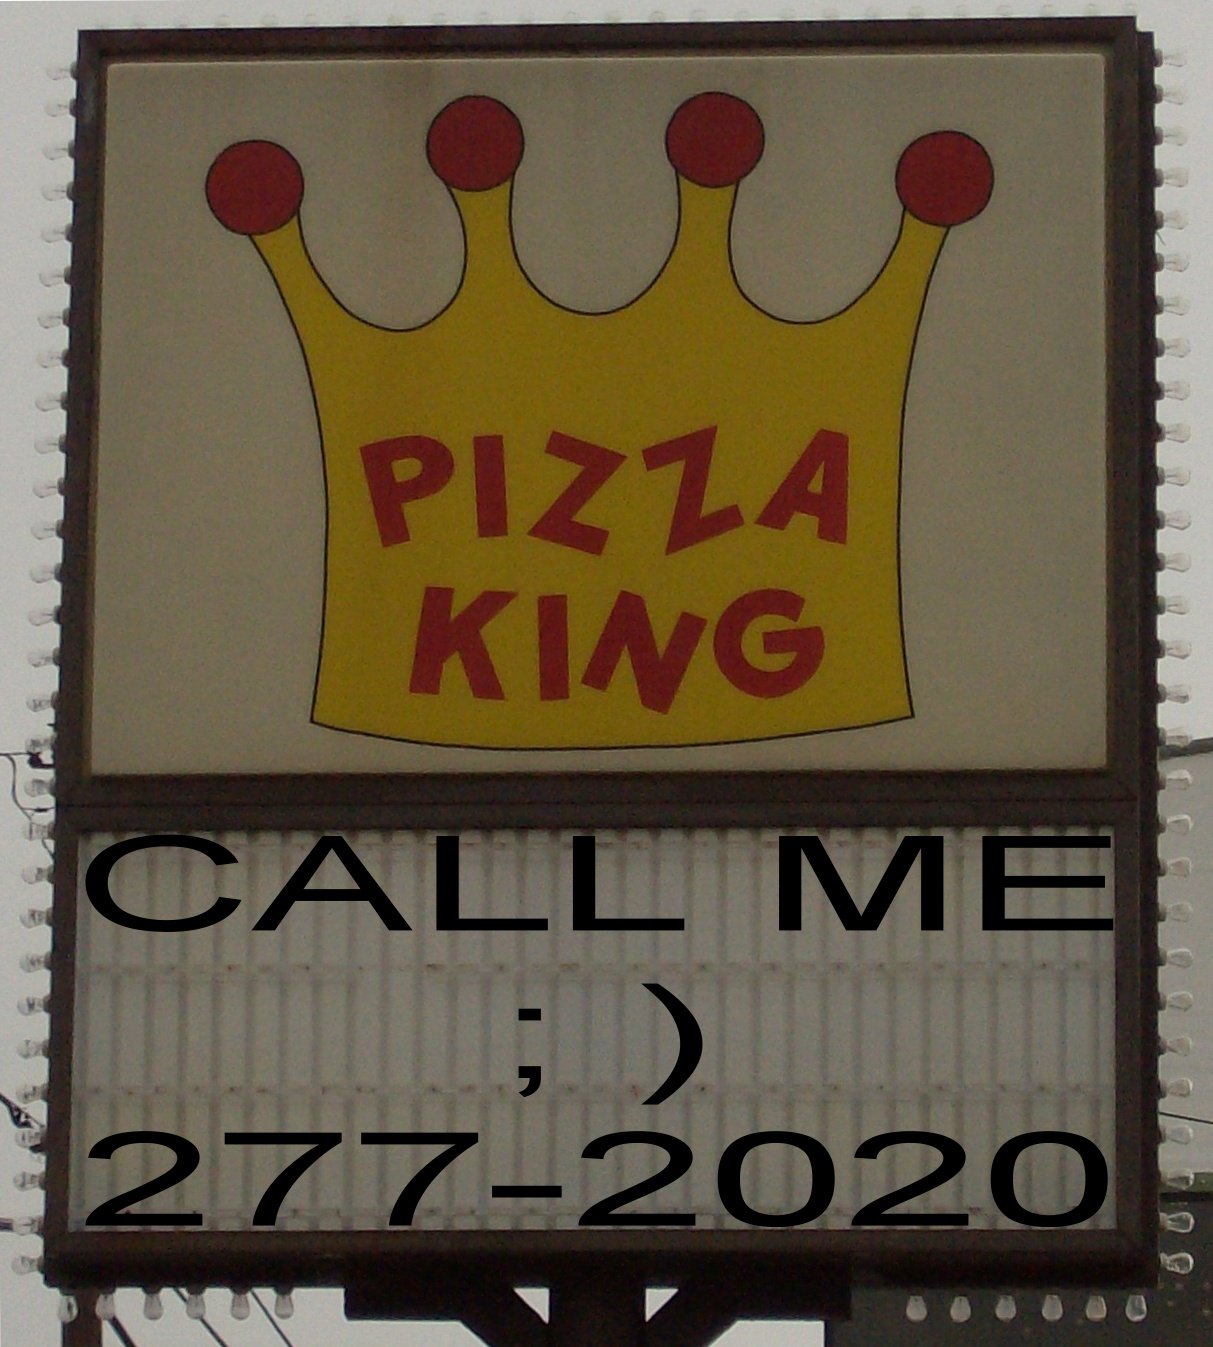 PIZZA
KING
CALL ME
; )
277-2020